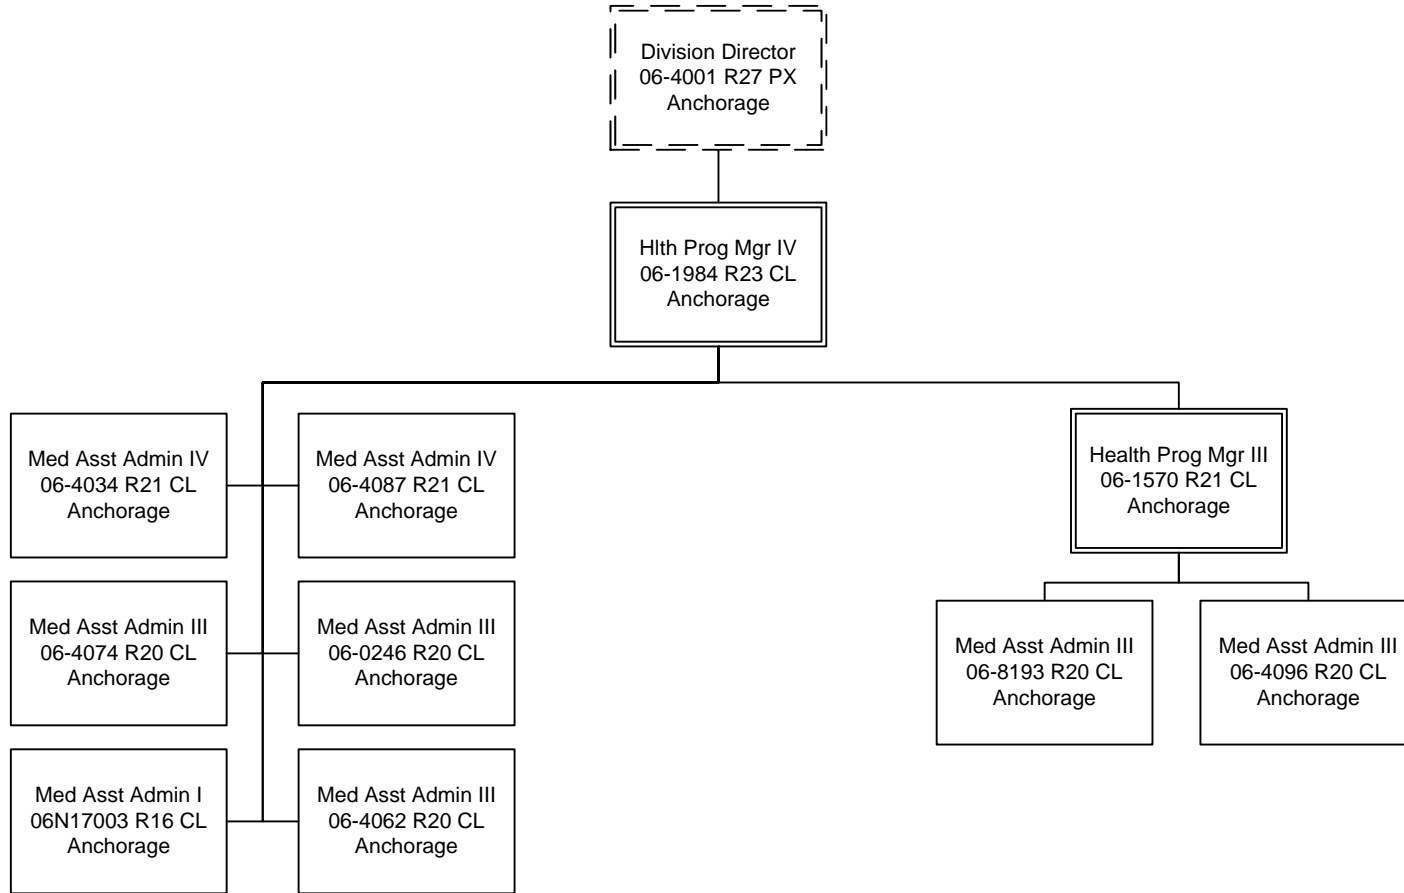 Division Director
06-4001 R27 PX
Anchorage
Hlth Prog Mgr IV
06-1984 R23 CL
Anchorage
Med Asst Admin IV
06-4034 R21 CL
Anchorage
Med Asst Admin IV
06-4087 R21 CL
Anchorage
Health Prog Mgr III
06-1570 R21 CL
Anchorage
Med Asst Admin III
06-4074 R20 CL
Anchorage
Med Asst Admin III
06-0246 R20 CL
Anchorage
Med Asst Admin III
06-8193 R20 CL
Anchorage
Med Asst Admin III
06-4096 R20 CL
Anchorage
Med Asst Admin I
06N17003 R16 CL
Anchorage
Med Asst Admin III
06-4062 R20 CL
Anchorage